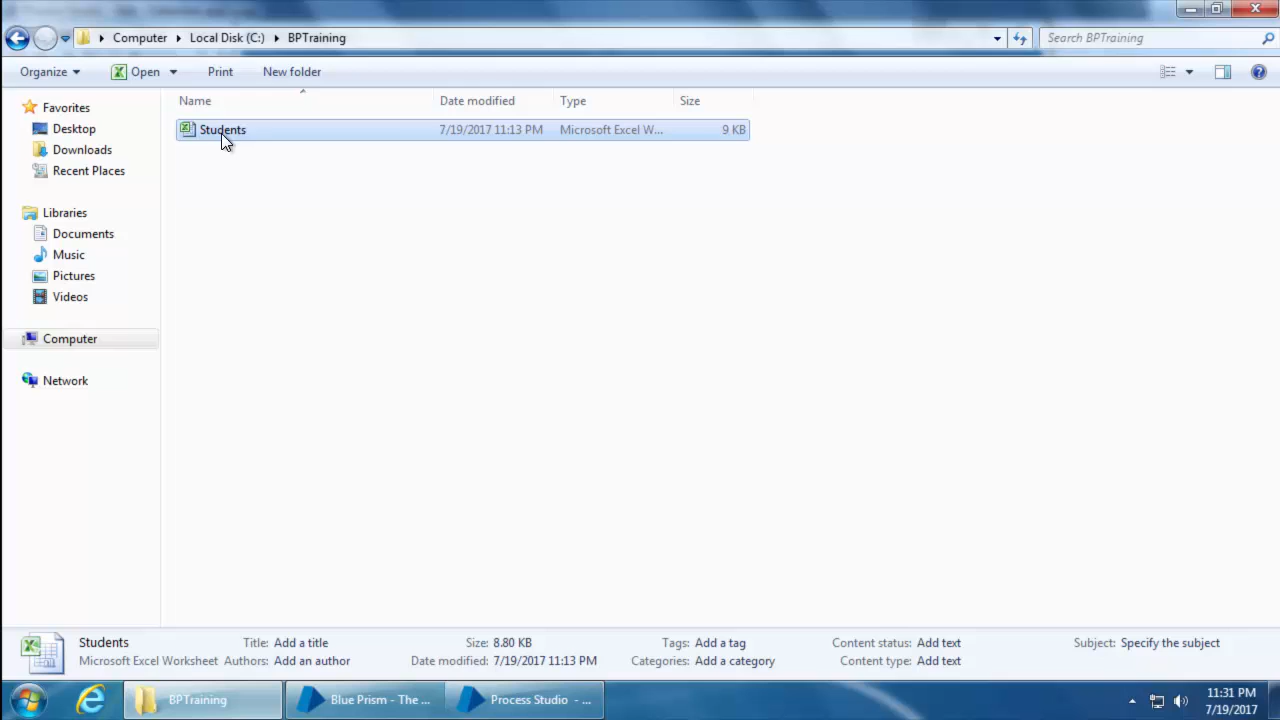 Computer Local Disk (C:) BPTraining Search BPTraining
Organize Open Print New folder
Name Date modified Type Size
Students 7/19/2017 11:13 PM Microsoft Excel W... 9 KB
Favorites
Desktop
Downloads
Recent Places
Libraries
Documents
Music
Pictures
Videos
Computer
Network
Students Title: Add a title Size: 8.80 KB Tags: Add a tag Content status: Add text Subject: Specify the subject
Microsoft Excel Worksheet Authors: Add an author Date modified: 7/19/2017 11:13 PM Categories: Add a category Content type: Add text
BPTraining Blue Prism - The ... Process Studio - ... 11:31 PM
7/19/2017